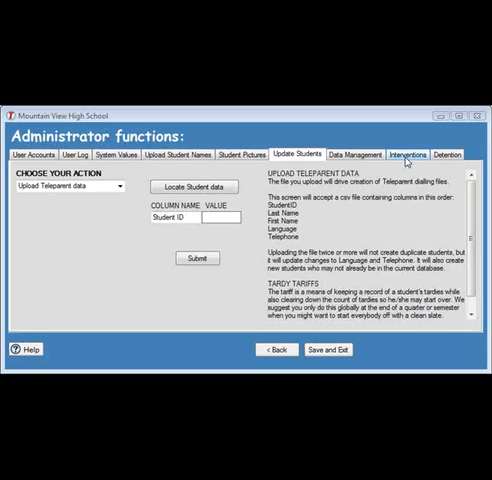 Mountain View High School
Administrator functions:
User Accounts User Log System Values Upload Student Names Student Pictures Update Students Data Management Interventions Detention
CHOOSE YOUR ACTION
Upload Teleparent data
Locate Student data
COLUMN NAME VALUE
Student ID
Submit
UPLOAD TELEPARENT DATA
The file you upload will drive creation of Teleparent dialling files.
This screen will accept a csv file containing columns in this order:
StudentID
Last Name
First Name
Language
Telephone
Uploading the file twice or more will not create duplicate students, but
it will update changes to Language and Telephone. It will also create
new students who may not already be in the current database.
TARDY TARIFFS
The tariff is a means of keeping a record of a student's tardies while
also clearing down the count of tardies so he/she may start over. We
suggest you only do this globally at the end of a quarter or semester
when you might want to start everybody off with a clean slate.
? Help
< Back
Save and Exit